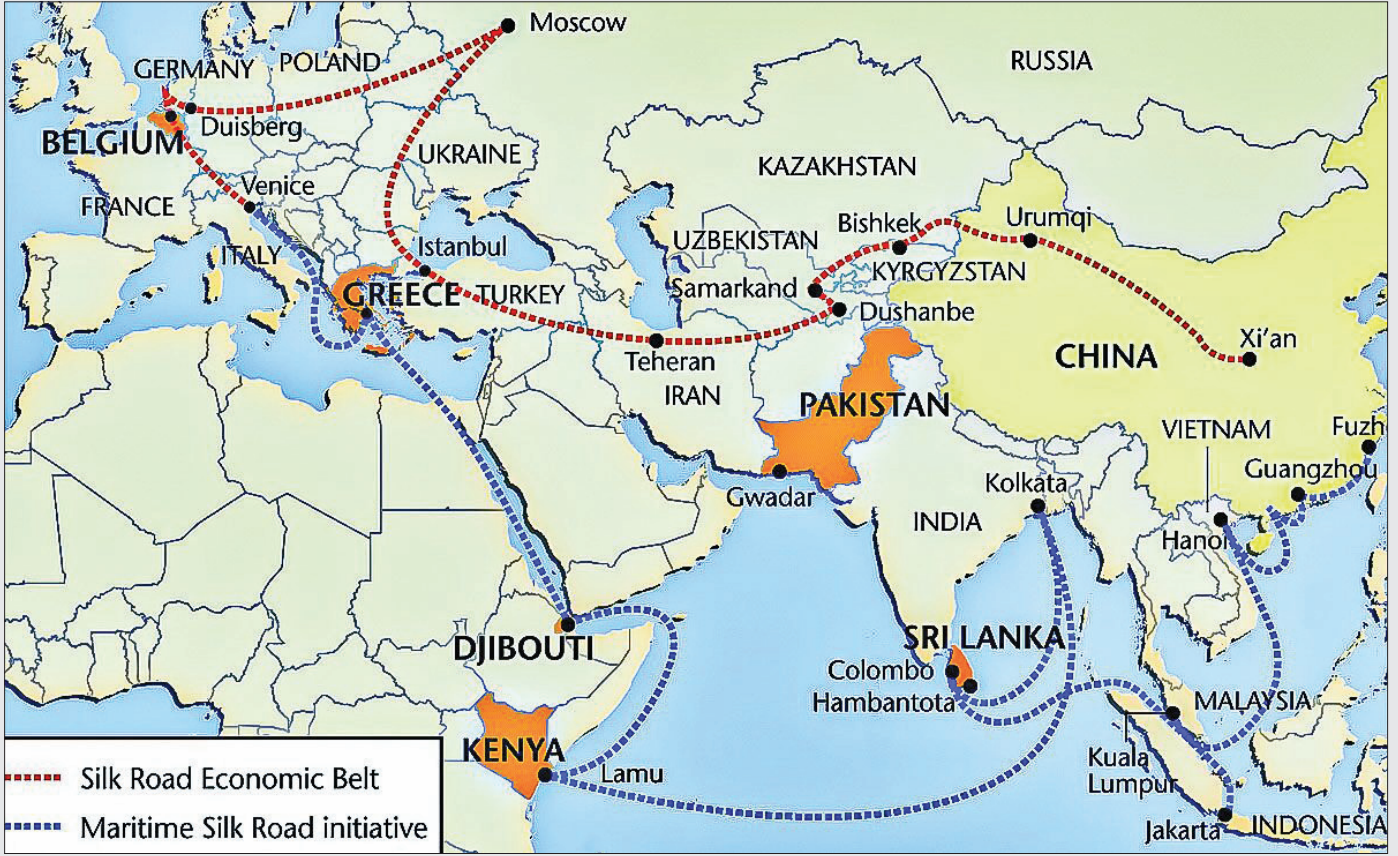 Moscow
GERMANY
POLAND
RUSSIA
Duisberg
BELGIUM
UKRAINE
KAZAKHSTAN
Venice
FRANCE
Bishkek
Urumqi
ITALY
Istanbul
UZBEKISTAN
KYRGYZSTAN
GREECE
TURKEY
Samarkand
Dushanbe
Teheran
Xi'an
CHINA
IRAN
PAKISTAN
VIETNAM
Fuzh
Guangzhou
Gwadar
Kolkata
INDIA
Hanoi
DJIBOUTI
SRI LANKA
Colombo
Hambantota
MALAYSIA
KENYA
Lamu
Kuala
Lumpur
Jakarta
INDONESIA
Silk Road Economic Belt
Maritime Silk Road initiative